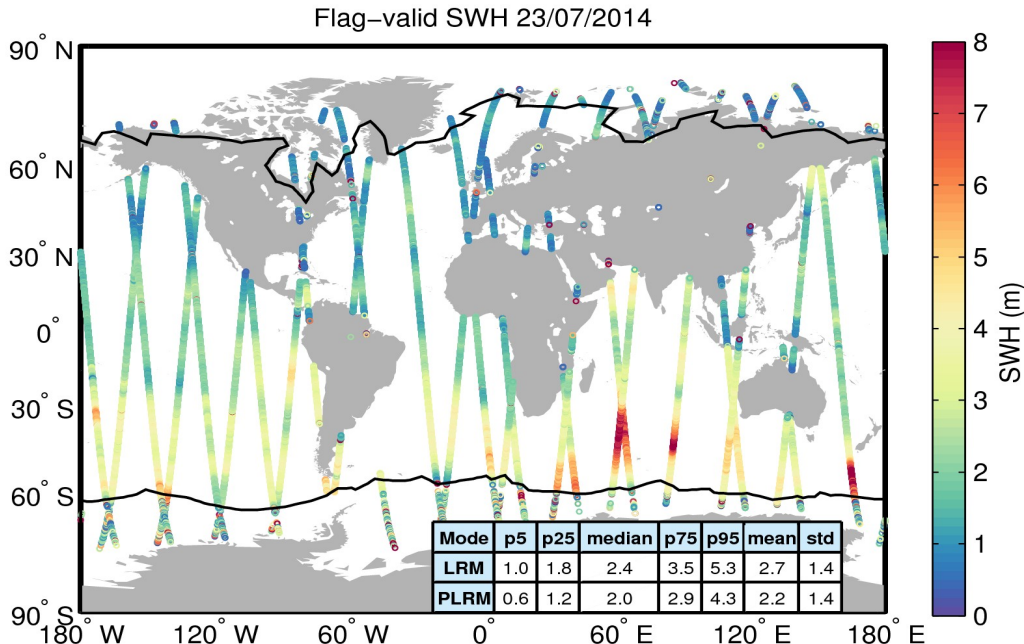 Flag−valid SWH 23/07/2014
90° N
60° N
30° N
0°
30° S
60° S
90° S
180° W
120° W
60° W
0°
60° E
120° E
180° E
8
7
6
5
4
3
2
1
0
SWH (m)
Mode p5 p25 median p75 p95 mean std
LRM 1.0 1.8 2.4 3.5 5.3 2.7 1.4
PLRM 0.6 1.2 2.0 2.9 4.3 2.2 1.4